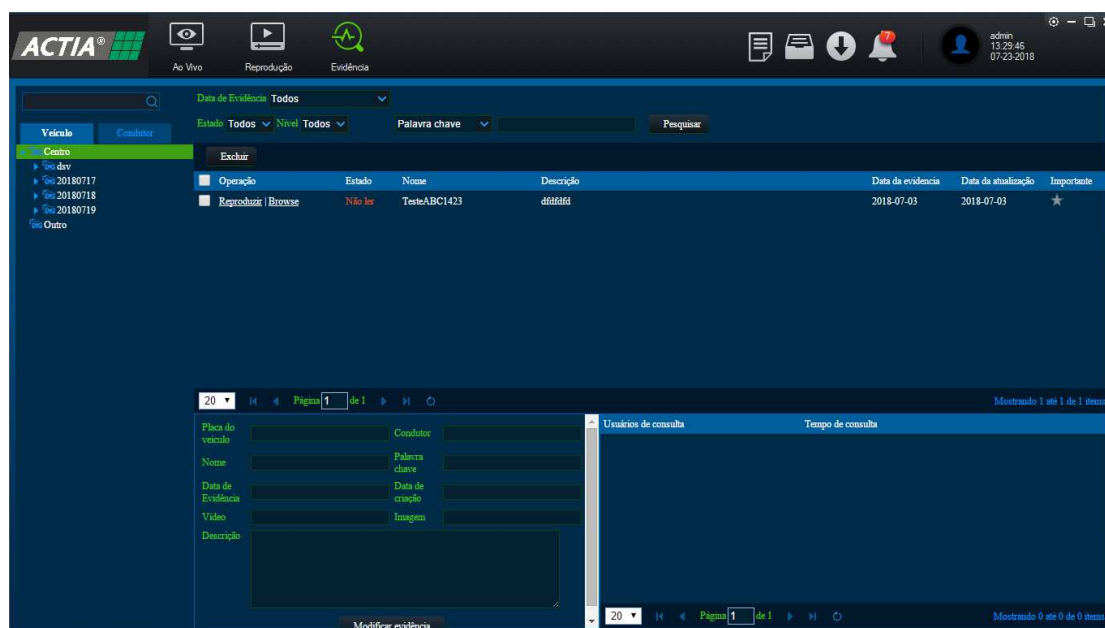 ACTIA®
Ao Vivo
Reprodução
Evidência
7
admin
13:29:46
07-23-2018
Veículo
Condutor
Centro
dsv
20180717
20180718
20180719
Outro
Data de Evidência Todos
Estado Todos Nível Todos Palavra chave Pesquisar
Excluir
Operação Estado Nome Descrição Data da evidencia Data da atualização Importante
Reproduzir | Browse Não ler TesteABC1423 dfdfdfd 2018-07-03 2018-07-03
20 Página 1 de 1 Mostrando 1 até 1 de 1 items
Placa do
veículo
Condutor
Nome
Palavra
chave
Data de
Evidência
Data de
criação
Vídeo
Imagem
Descrição
Modificar evidência
Usuários de consulta Tempo de consulta
20 Página 1 de 1 Mostrando 0 até 0 de 0 items